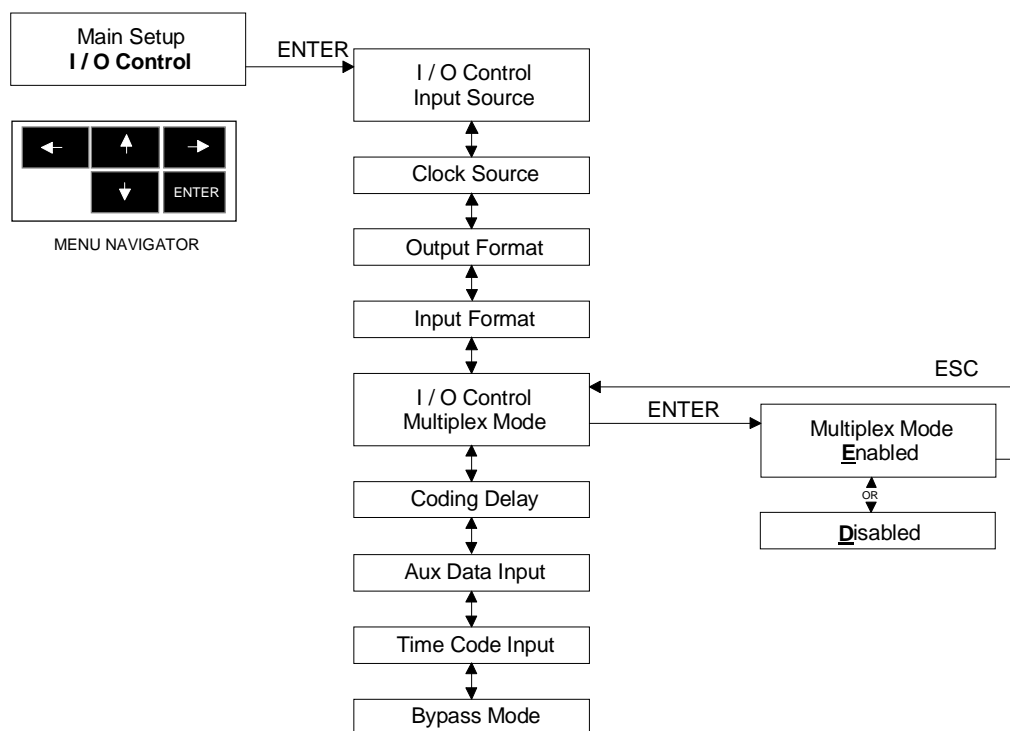 Main Setup
I / O Control
ENTER
I / O Control
Input Source
ENTER
MENU NAVIGATOR
Clock Source
Output Format
Input Format
I / O Control
Multiplex Mode
ESC
ENTER
Multiplex Mode
Enabled
OR
Disabled
Coding Delay
Aux Data Input
Time Code Input
Bypass Mode